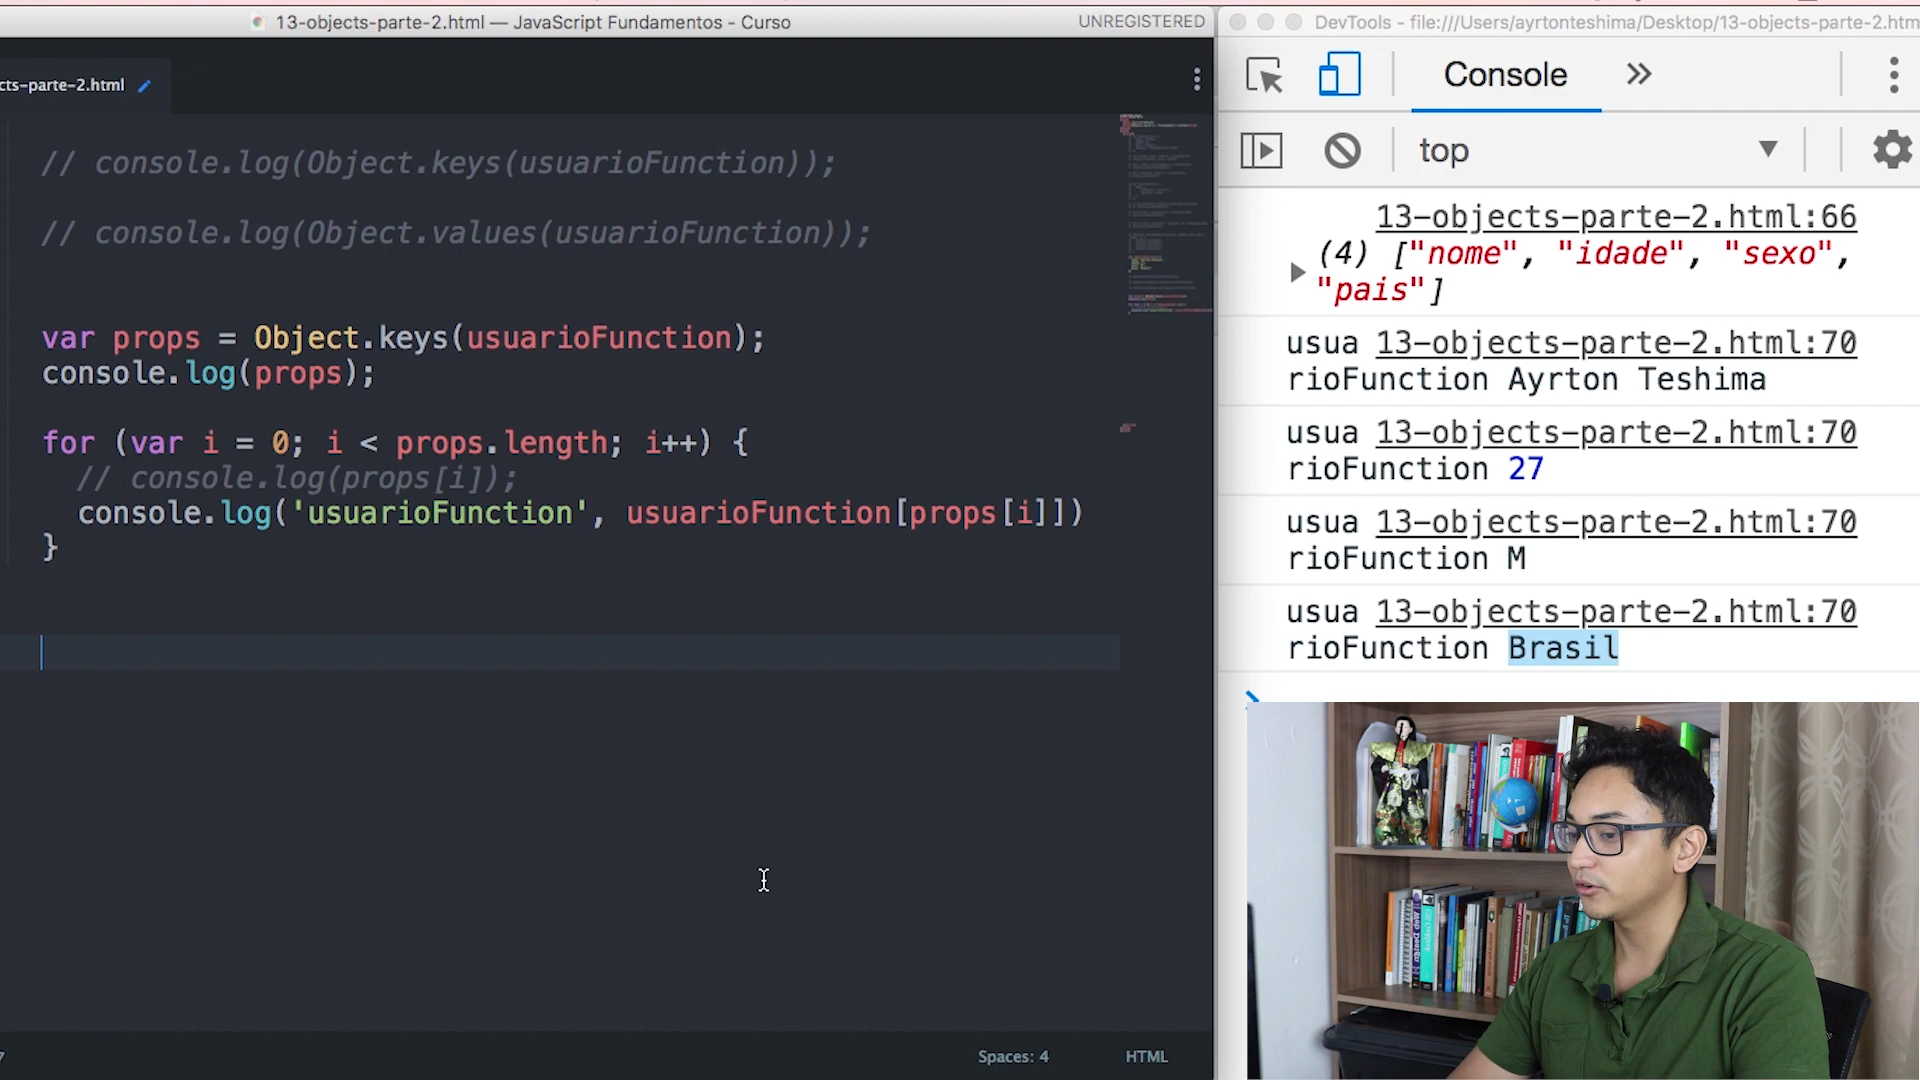 13-objects-parte-2.html — JavaScript Fundamentos - Curso
UNREGISTERED
cts-parte-2.html
// console.log(Object.keys(usuarioFunction));
// console.log(Object.values(usuarioFunction));
var props = Object.keys(usuarioFunction);
console.log(props);
for (var i = 0; i < props.length; i++) {
// console.log(props[i]);
console.log('usuarioFunction', usuarioFunction[props[i]])
}
Spaces: 4
HTML
DevTools - file:///Users/ayrtonteshima/Desktop/13-objects-parte-2.htm
Console
top
13-objects-parte-2.html:66
(4) ["nome", "idade", "sexo",
"pais"]
usua 13-objects-parte-2.html:70
rioFunction Ayrton Teshima
usua 13-objects-parte-2.html:70
rioFunction 27
usua 13-objects-parte-2.html:70
rioFunction M
usua 13-objects-parte-2.html:70
rioFunction Brasil